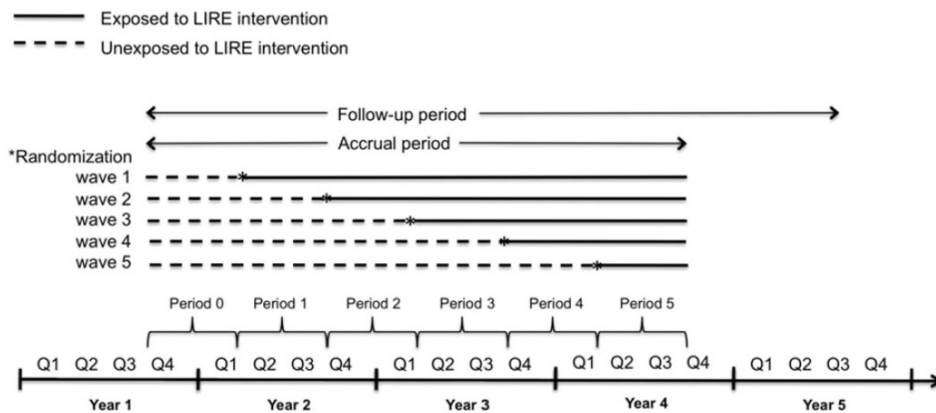 Exposed to LIRE intervention
Unexposed to LIRE intervention
Follow-up period
Accrual period
*Randomization
wave 1
wave 2
wave 3
wave 4
wave 5
Period 0 Period 1 Period 2 Period 3 Period 4 Period 5
Q1 Q2 Q3 Q4 Q1 Q2 Q3 Q4 Q1 Q2 Q3 Q4 Q1 Q2 Q3 Q4 Q1 Q2 Q3 Q4
Year 1 Year 2 Year 3 Year 4 Year 5